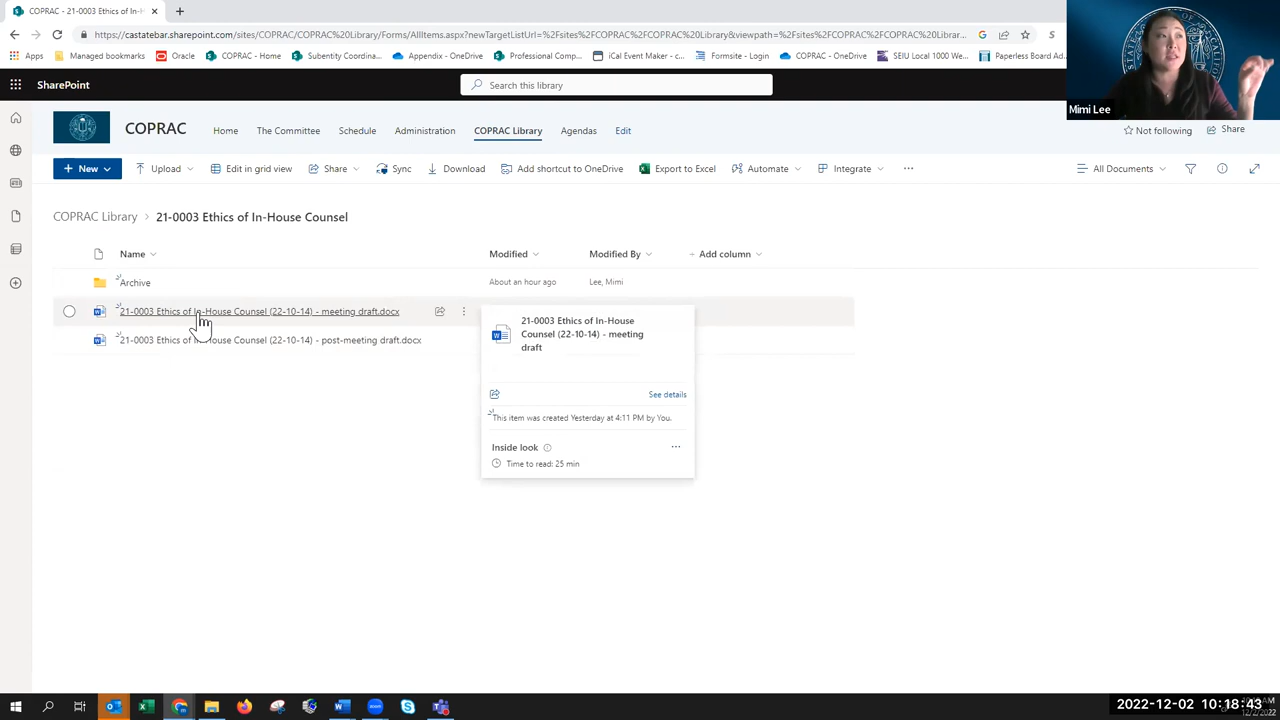 COPRAC - 21-0003 Ethics of In-H
https://castatebar.sharepoint.com/sites/COPRAC/COPRAC%20Library/Forms/AllItems.aspx?newTargetListUrl=%2Fsites%2FCOPRAC%2FCOPRAC%20Library&viewpath=%2Fsites%2FCOPRAC%2FCOPRAC%20Librar...
Apps Managed bookmarks Oracle COPRAC - Home Subentity Coordinat... Appendix - OneDrive Professional Comp... iCal Event Maker - c... Formsite - Login COPRAC - OneDrive SEIU Local 1000 We... Paperless Board Ad
Mimi Lee
SharePoint Search this library
COPRAC Home The Committee Schedule Administration COPRAC Library Agendas Edit Not following Share
New Upload Edit in grid view Share Sync Download Add shortcut to OneDrive Export to Excel Automate Integrate All Documents
COPRAC Library > 21-0003 Ethics of In-House Counsel
Name Modified Modified By + Add column
Archive About an hour ago Lee, Mimi
21-0003 Ethics of In-House Counsel (22-10-14) - meeting draft.docx
21-0003 Ethics of In-House Counsel (22-10-14) - post-meeting draft.docx
21-0003 Ethics of In-House
Counsel (22-10-14) - meeting
draft
See details
This item was created Yesterday at 4:11 PM by You.
Inside look
Time to read: 25 min
2022-12-02 10:18:43